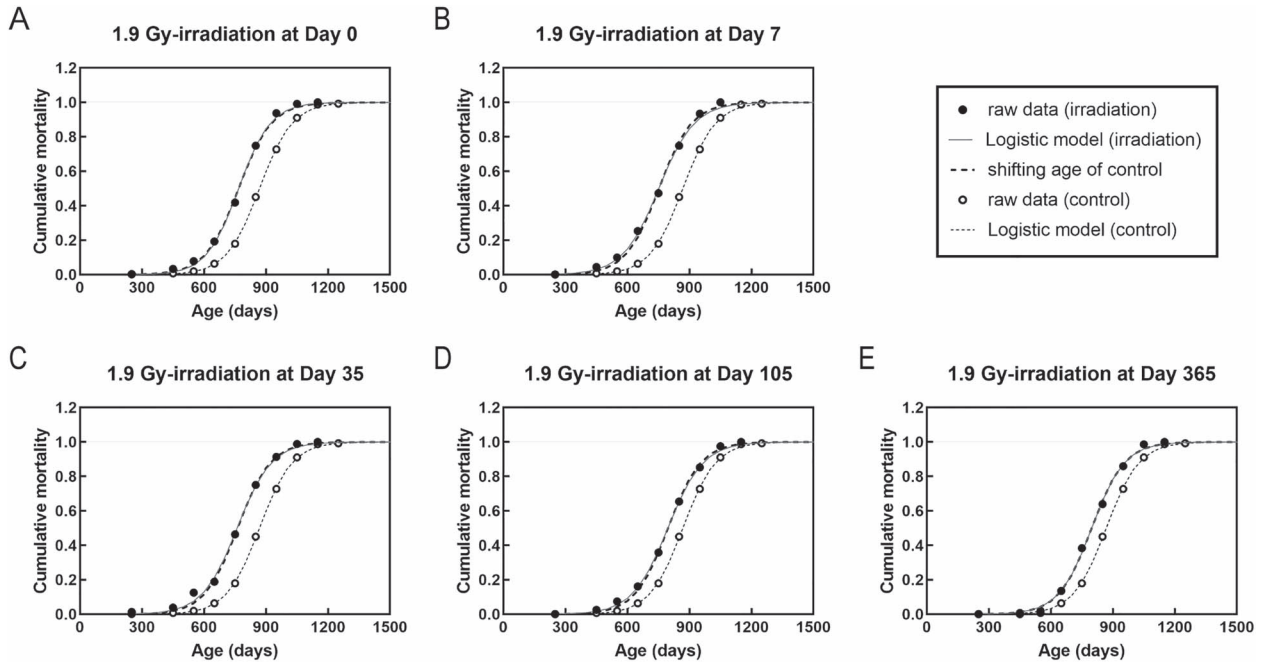 A
1.9 Gy-irradiation at Day 0
Cumulative mortality
1.2
1.0
0.8
0.6
0.4
0.2
0.0
0 300 600 900 1200 1500
Age (days)
B
1.9 Gy-irradiation at Day 7
Cumulative mortality
1.2
1.0
0.8
0.6
0.4
0.2
0.0
0 300 600 900 1200 1500
Age (days)
raw data (irradiation)
Logistic model (irradiation)
shifting age of control
raw data (control)
Logistic model (control)
C
1.9 Gy-irradiation at Day 35
Cumulative mortality
1.2
1.0
0.8
0.6
0.4
0.2
0.0
0 300 600 900 1200 1500
Age (days)
D
1.9 Gy-irradiation at Day 105
Cumulative mortality
1.2
1.0
0.8
0.6
0.4
0.2
0.0
0 300 600 900 1200 1500
Age (days)
E
1.9 Gy-irradiation at Day 365
Cumulative mortality
1.2
1.0
0.8
0.6
0.4
0.2
0.0
0 300 600 900 1200 1500
Age (days)